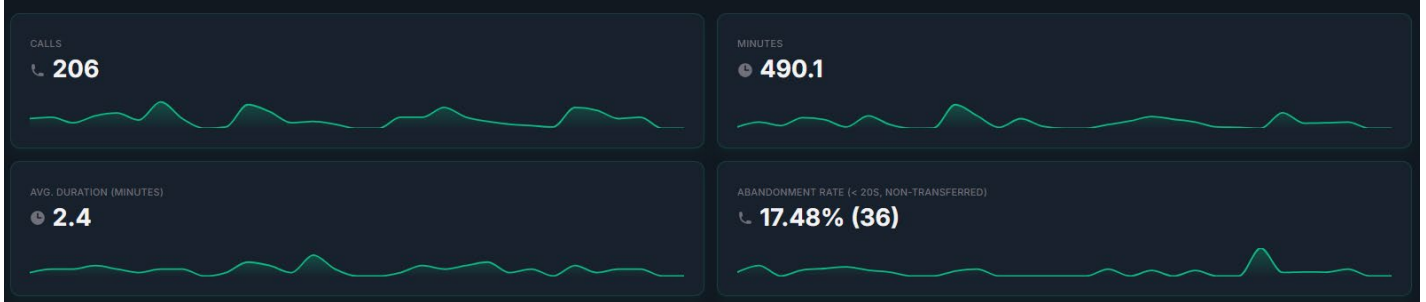 CALLS
206
MINUTES
490.1
AVG. DURATION (MINUTES)
2.4
ABANDONMENT RATE (< 20S, NON-TRANSFERRED)
17.48% (36)